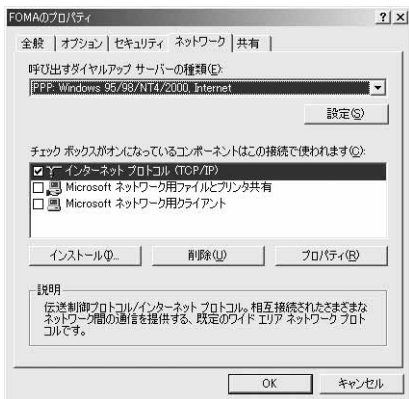 FOMAのプロパティ
全般 オプション セキュリティ ネットワーク 共有
呼び出すダイヤルアップ サーバーの種類(E):
PPP: Windows 95/98/NT4/2000, Internet
設定(S)
チェック ボックスがオンになっているコンポーネントはこの接続で使われます(C):
インターネット プロトコル (TCP/IP)
Microsoft ネットワーク用ファイルとプリンタ共有
Microsoft ネットワーク用クライアント
インストール(I)... 削除(U) プロパティ(R)
説明
伝送制御プロトコル/インターネット プロトコル。相互接続されたさまざまな
ネットワーク間の通信を提供する、既定のワイド エリア ネットワーク プロト
コルです。
OK キャンセル